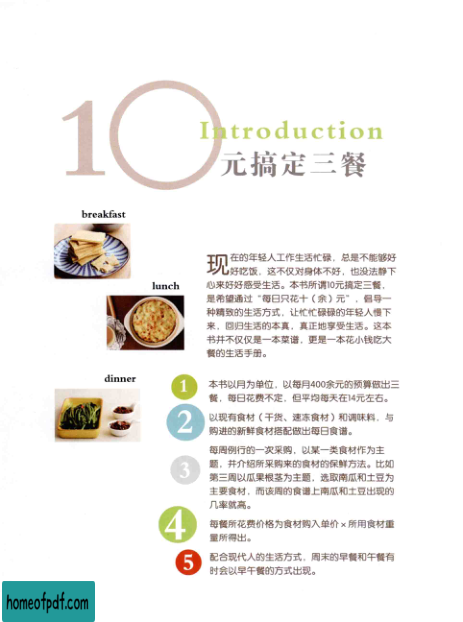 10
Introduction
元搞定三餐
breakfast
lunch
dinner
现在的年轻人工作生活忙碌，总是不能够好
好吃饭，这不仅对身体不好，也没法静下
心来好好感受生活。本书所谓10元搞定三餐，
是希望通过“每日只花十（余）元”，倡导一
种精致的生活方式，让忙忙碌碌的年轻人慢下
来，回归生活的本真，真正地享受生活。这本
书并不仅仅是一本菜谱，更是一本花小钱吃大
餐的生活手册。
1 本书以月为单位，以每月400余元的预算做出三
餐，每日花费不定，但平均每天在14元左右。
2 以现有食材（干货、速冻食材）和调味料，与
购进的新鲜食材搭配做出每日食谱。
3 每周例行的一次采购，以某一类食材作为主
题，并介绍所采购来的食材的保鲜方法。比如
第三周以瓜果根茎为主题，选取南瓜和土豆为
主要食材，而该周的食谱上南瓜和土豆出现的
几率就高。
4 每餐所花费价格为食材购入单价×所用食材重
量所得出。
5 配合现代人的生活方式，周末的早餐和午餐有
时会以早午餐的方式出现。
homeofpdf.com